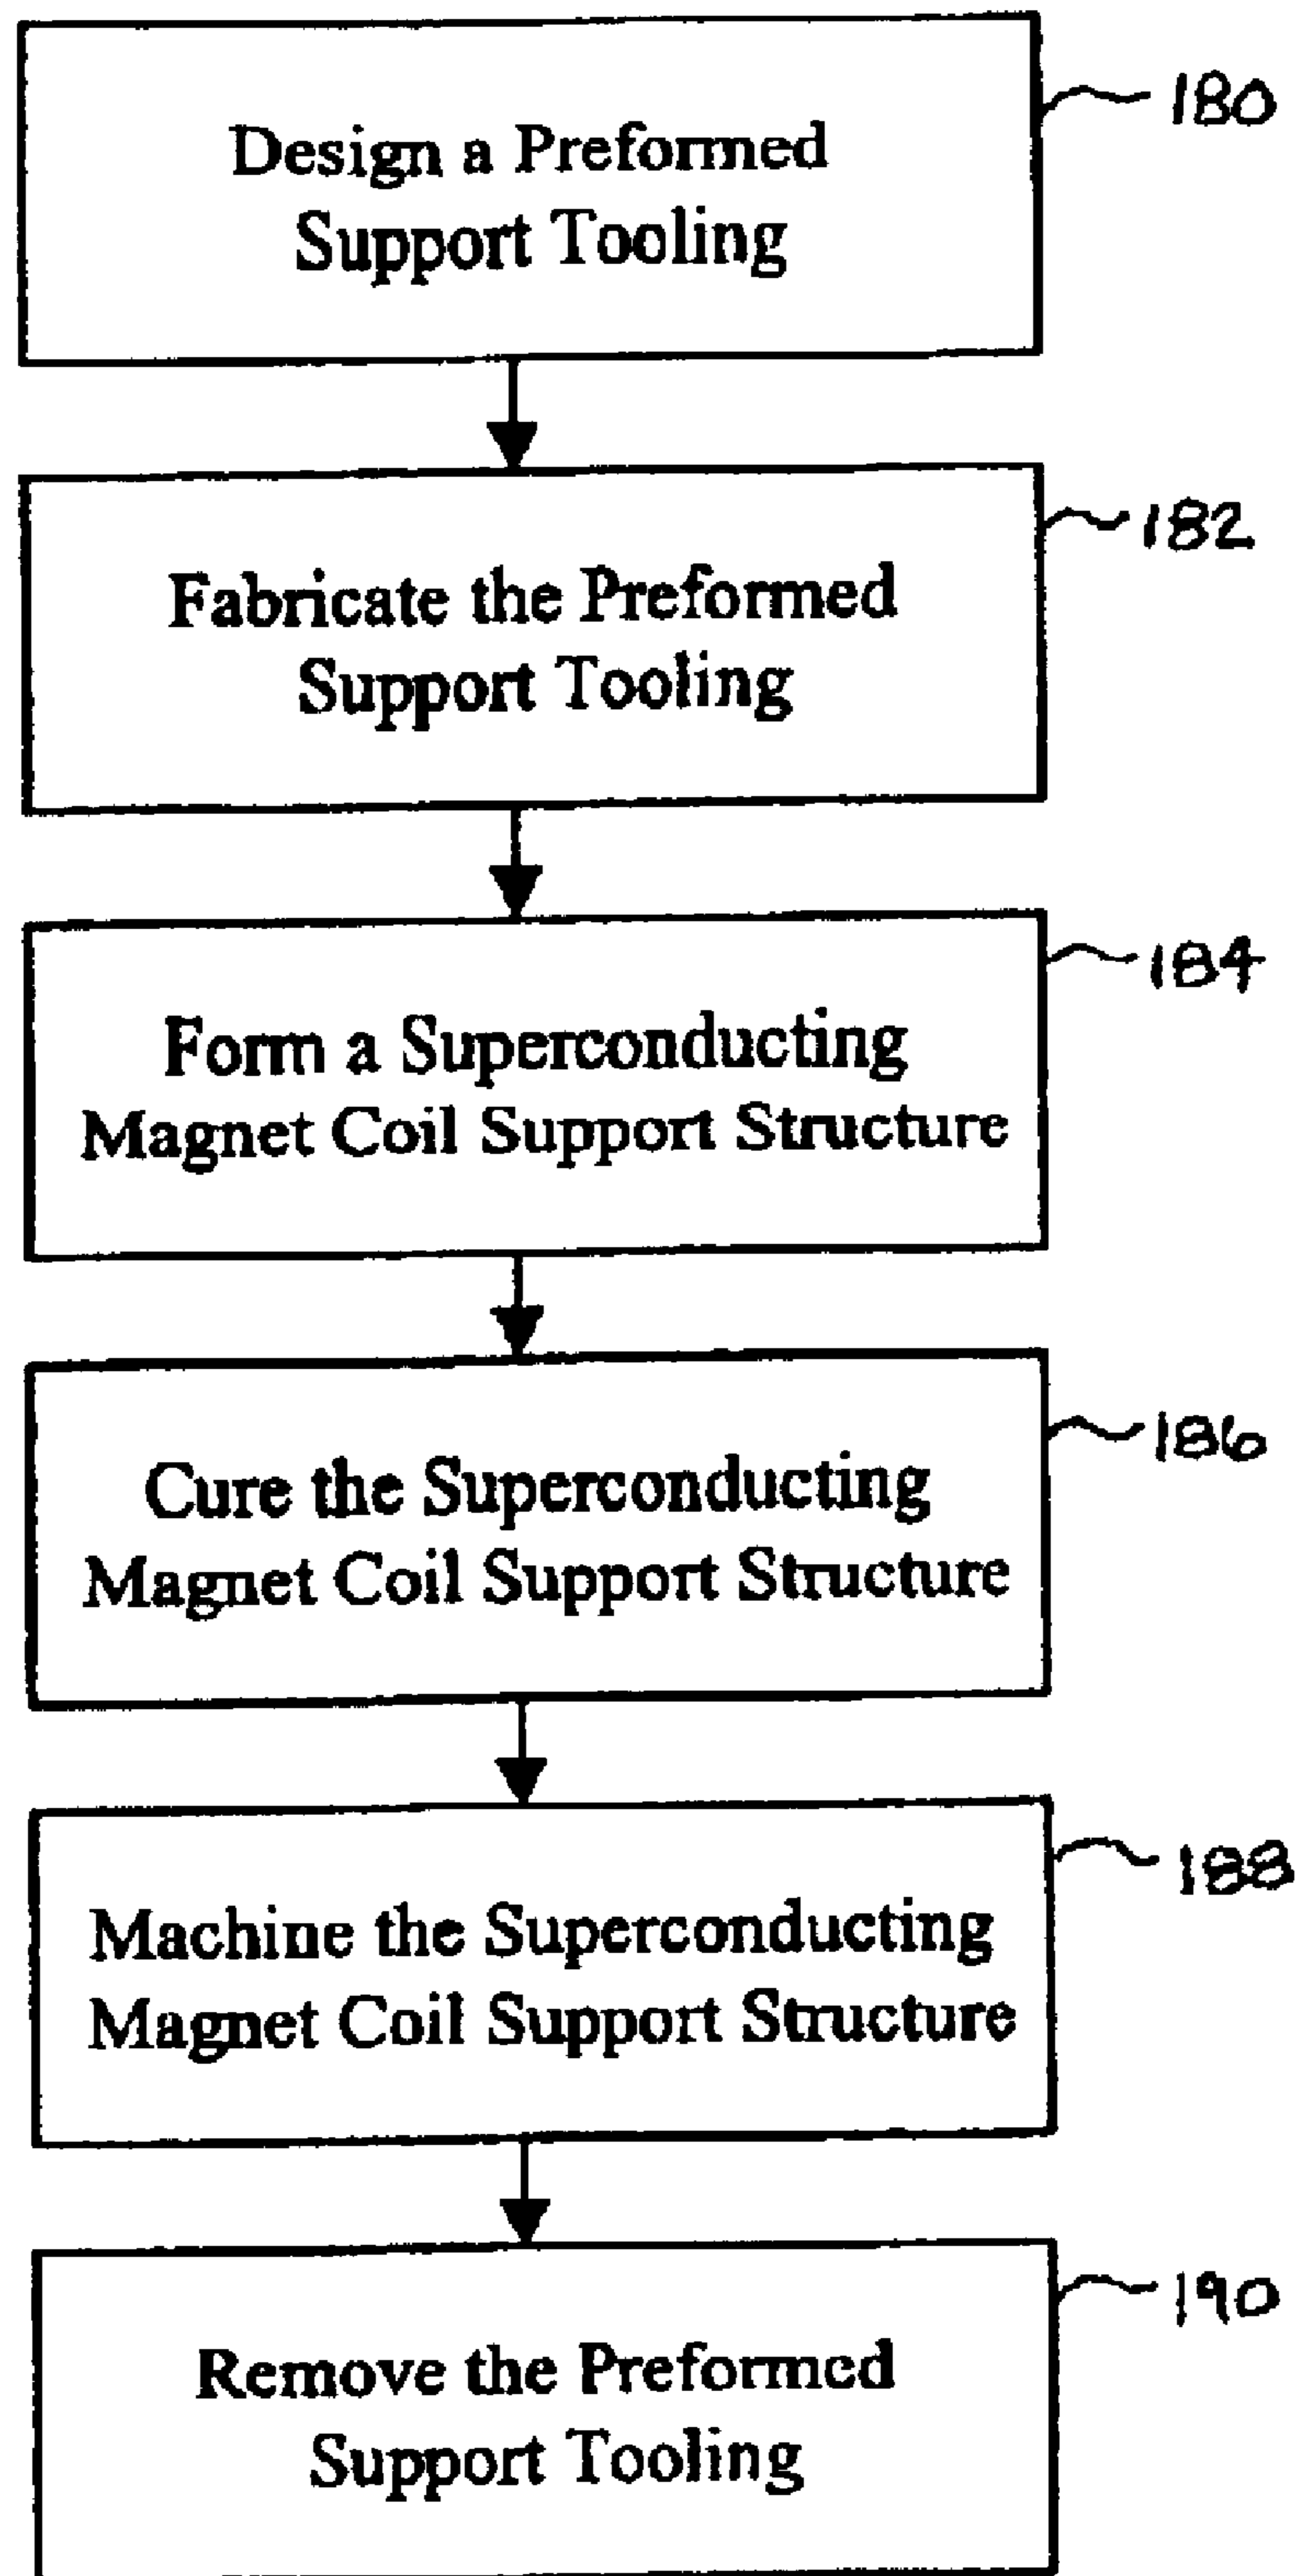 Design a Preformed
Support Tooling
180
Fabricate the Preformed
Support Tooling
182
Form a Superconducting
Magnet Coil Support Structure
184
Cure the Superconducting
Magnet Coil Support Structure
186
Machine the Superconducting
Magnet Coil Support Structure
188
Remove the Preformed
Support Tooling
190